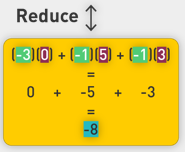 Reduce ↕
(-3)(0) + (-1)(5) + (-1)(3)
=
0 + -5 + -3
=
-8